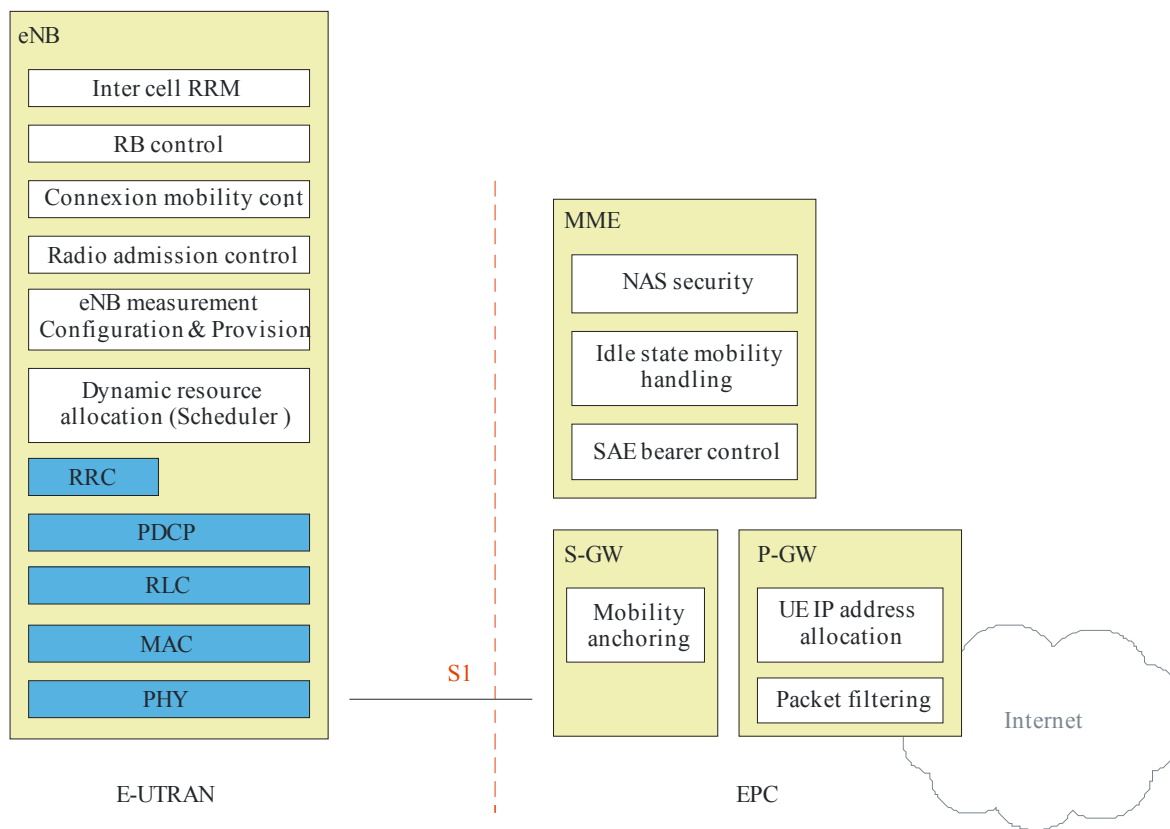 eNB
Inter cell RRM
RB control
Connexion mobility cont
Radio admission control
eNB measurement
Configuration & Provision
Dynamic resource
allocation (Scheduler )
RRC
PDCP
RLC
MAC
PHY
E-UTRAN
S1
MME
NAS security
Idle state mobility
handling
SAE bearer control
S-GW
Mobility
anchoring
P-GW
UE IP address
allocation
Packet filtering
Internet
EPC